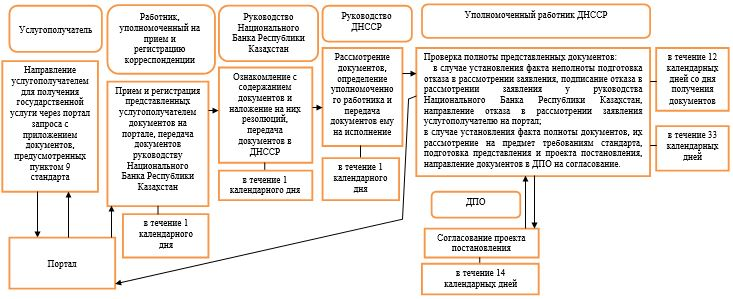 Услугополучатель
Работник,
уполномоченный на
прием и
регистрацию
корреспонденции
Руководство
Национального
Банка Республики
Казахстан
Руководство
ДНССР
Уполномоченный работник ДНССР
Направление
услугополучателем
для получения
государственной
услуги через портал
запроса с
приложением
документов,
предусмотренных
пунктом 9
стандарта
Прием и регистрация
представленных
услугополучателем
документов на
портале, передача
документов
руководству
Национального
Банка Республики
Казахстан
Ознакомление с
содержанием
документов и
наложение на них
резолюций,
передача
документов в
ДНССР
Рассмотрение
документов,
определение
уполномоченно
го работника и
передача
документов ему
на исполнение
Проверка полноты представленных документов:
в случае установления факта неполноты подготовка
отказа в рассмотрении заявления, подписание отказа в
рассмотрении заявления у руководства
Национального Банка Республики Казахстан,
направление отказа в рассмотрении заявления
услугополучателю на портал;
в случае установления факта полноты документов, их
рассмотрение на предмет требованиям стандарта,
подготовка представления и проекта постановления,
направление документов в ДПО на согласование.
в течение 12
календарных
дней со дня
получения
документов
в течение 33
календарных
дней
в течение 1
календарного
дня
в течение 1
календарного дня
в течение 1
календарного
дня
ДПО
Портал
Согласование проекта
постановления
в течение 14
календарных дней